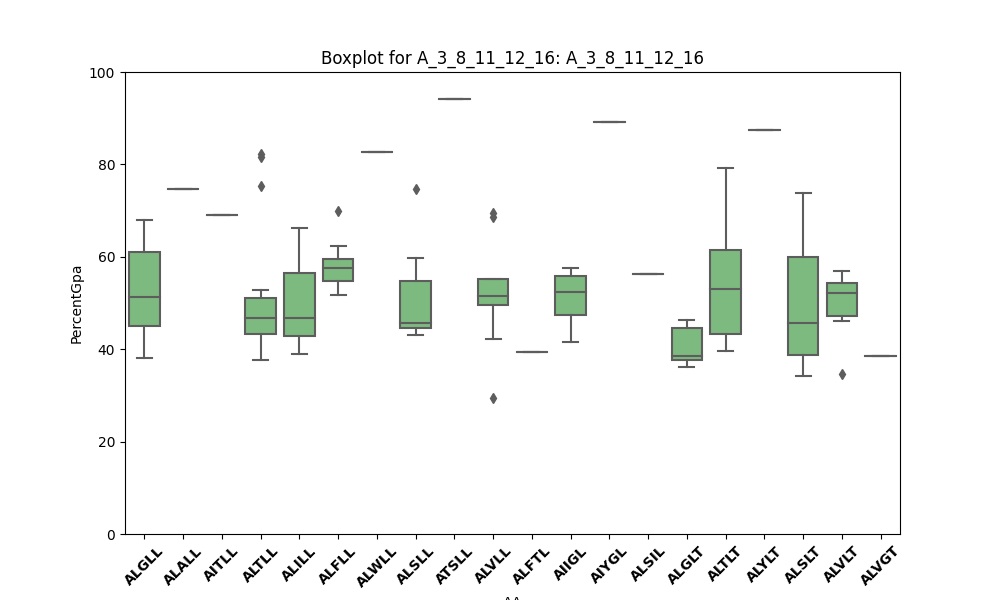 Boxplot for A_3_8_11_12_16: A_3_8_11_12_16
PercentGpa
100
80
60
40
20
0
ALGLL ALALL AITLL ALTLL ALILL ALFLL ALWLL ALSLL ATSLL ALVLL ALFTL AIIGL AIYGL ALSIL ALGLT ALTLT ALYLT ALSLT ALVLT ALVGT